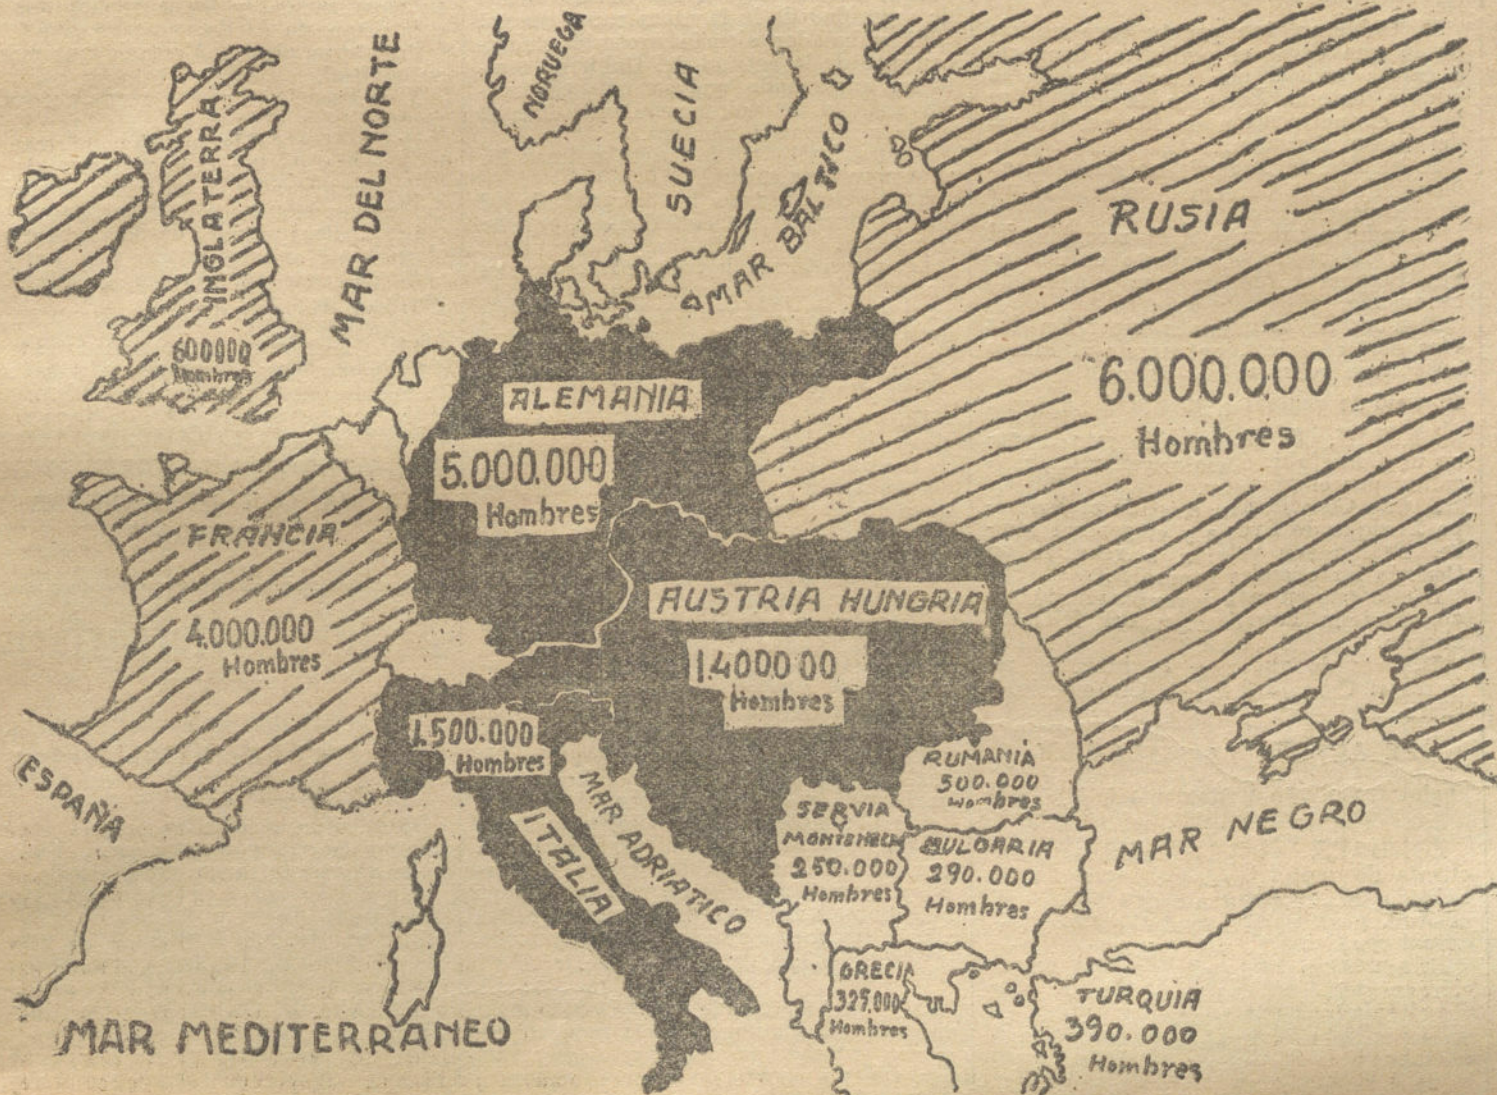 NORUEGA
SUECIA
MAR DEL NORTE
MAR BALTICO
INGLATERRA
600000
Hombres
RUSIA
6.000.000
Hombres
ALEMANIA
5.000.000
Hombres
FRANCIA
4.000.000
Hombres
AUSTRIA HUNGRIA
1.4000 00
Hombres
1.500.000
Hombres
ITALIA
MAR ADRIATICO
ESPAÑA
RUMANIA
500.000
Hombres
SERVIA
250.000
Hombres
BULGARIA
290.000
Hombres
MAR NEGRO
GRECIA
325.000
Hombres
TURQUIA
390.000
Hombres
MAR MEDITERRANEO